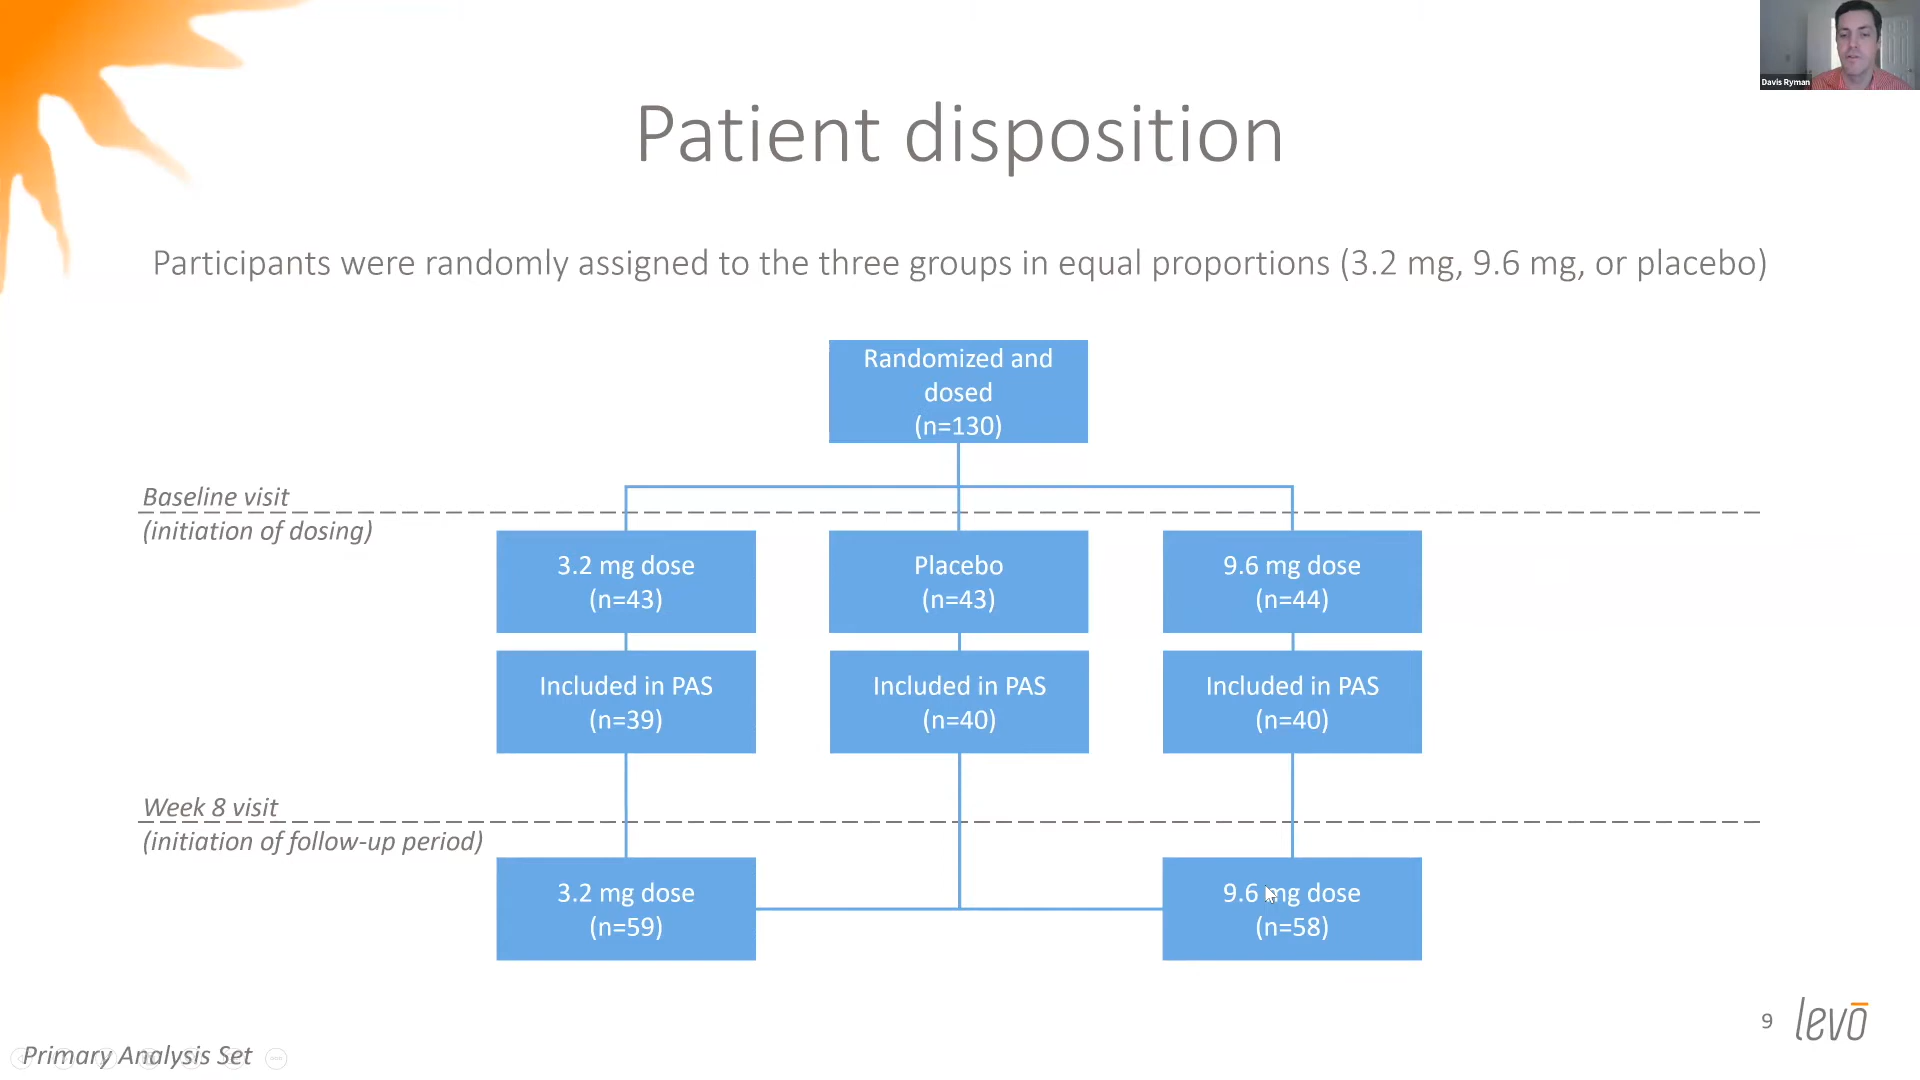 Davis Ryman
Patient disposition
Participants were randomly assigned to the three groups in equal proportions (3.2 mg, 9.6 mg, or placebo)
Randomized and
dosed
(n=130)
Baseline visit
(initiation of dosing)
3.2 mg dose
(n=43)
Placebo
(n=43)
9.6 mg dose
(n=44)
Included in PAS
(n=39)
Included in PAS
(n=40)
Included in PAS
(n=40)
Week 8 visit
(initiation of follow-up period)
3.2 mg dose
(n=59)
9.6 mg dose
(n=58)
9
levō
Primary Analysis Set